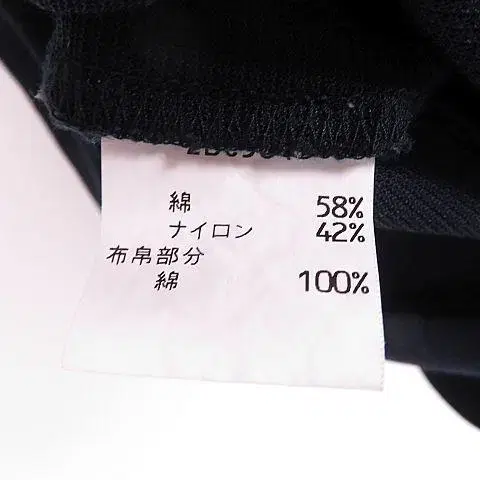 綿 58%
ナイロン 42%
布帛部分
綿 100%